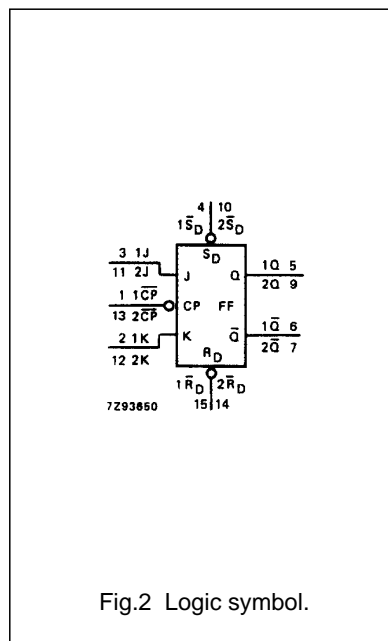 4 10
1S̅D 2S̅D
SD
3 1J
11 2J
J
Q
1Q 5
2Q 9
1 1C̅P̅
13 2C̅P̅
CP FF
2 1K
12 2K
K
Q̅
1Q̅ 6
2Q̅ 7
RD
1R̅D 2R̅D
15 14
7Z93650
Fig.2 Logic symbol.